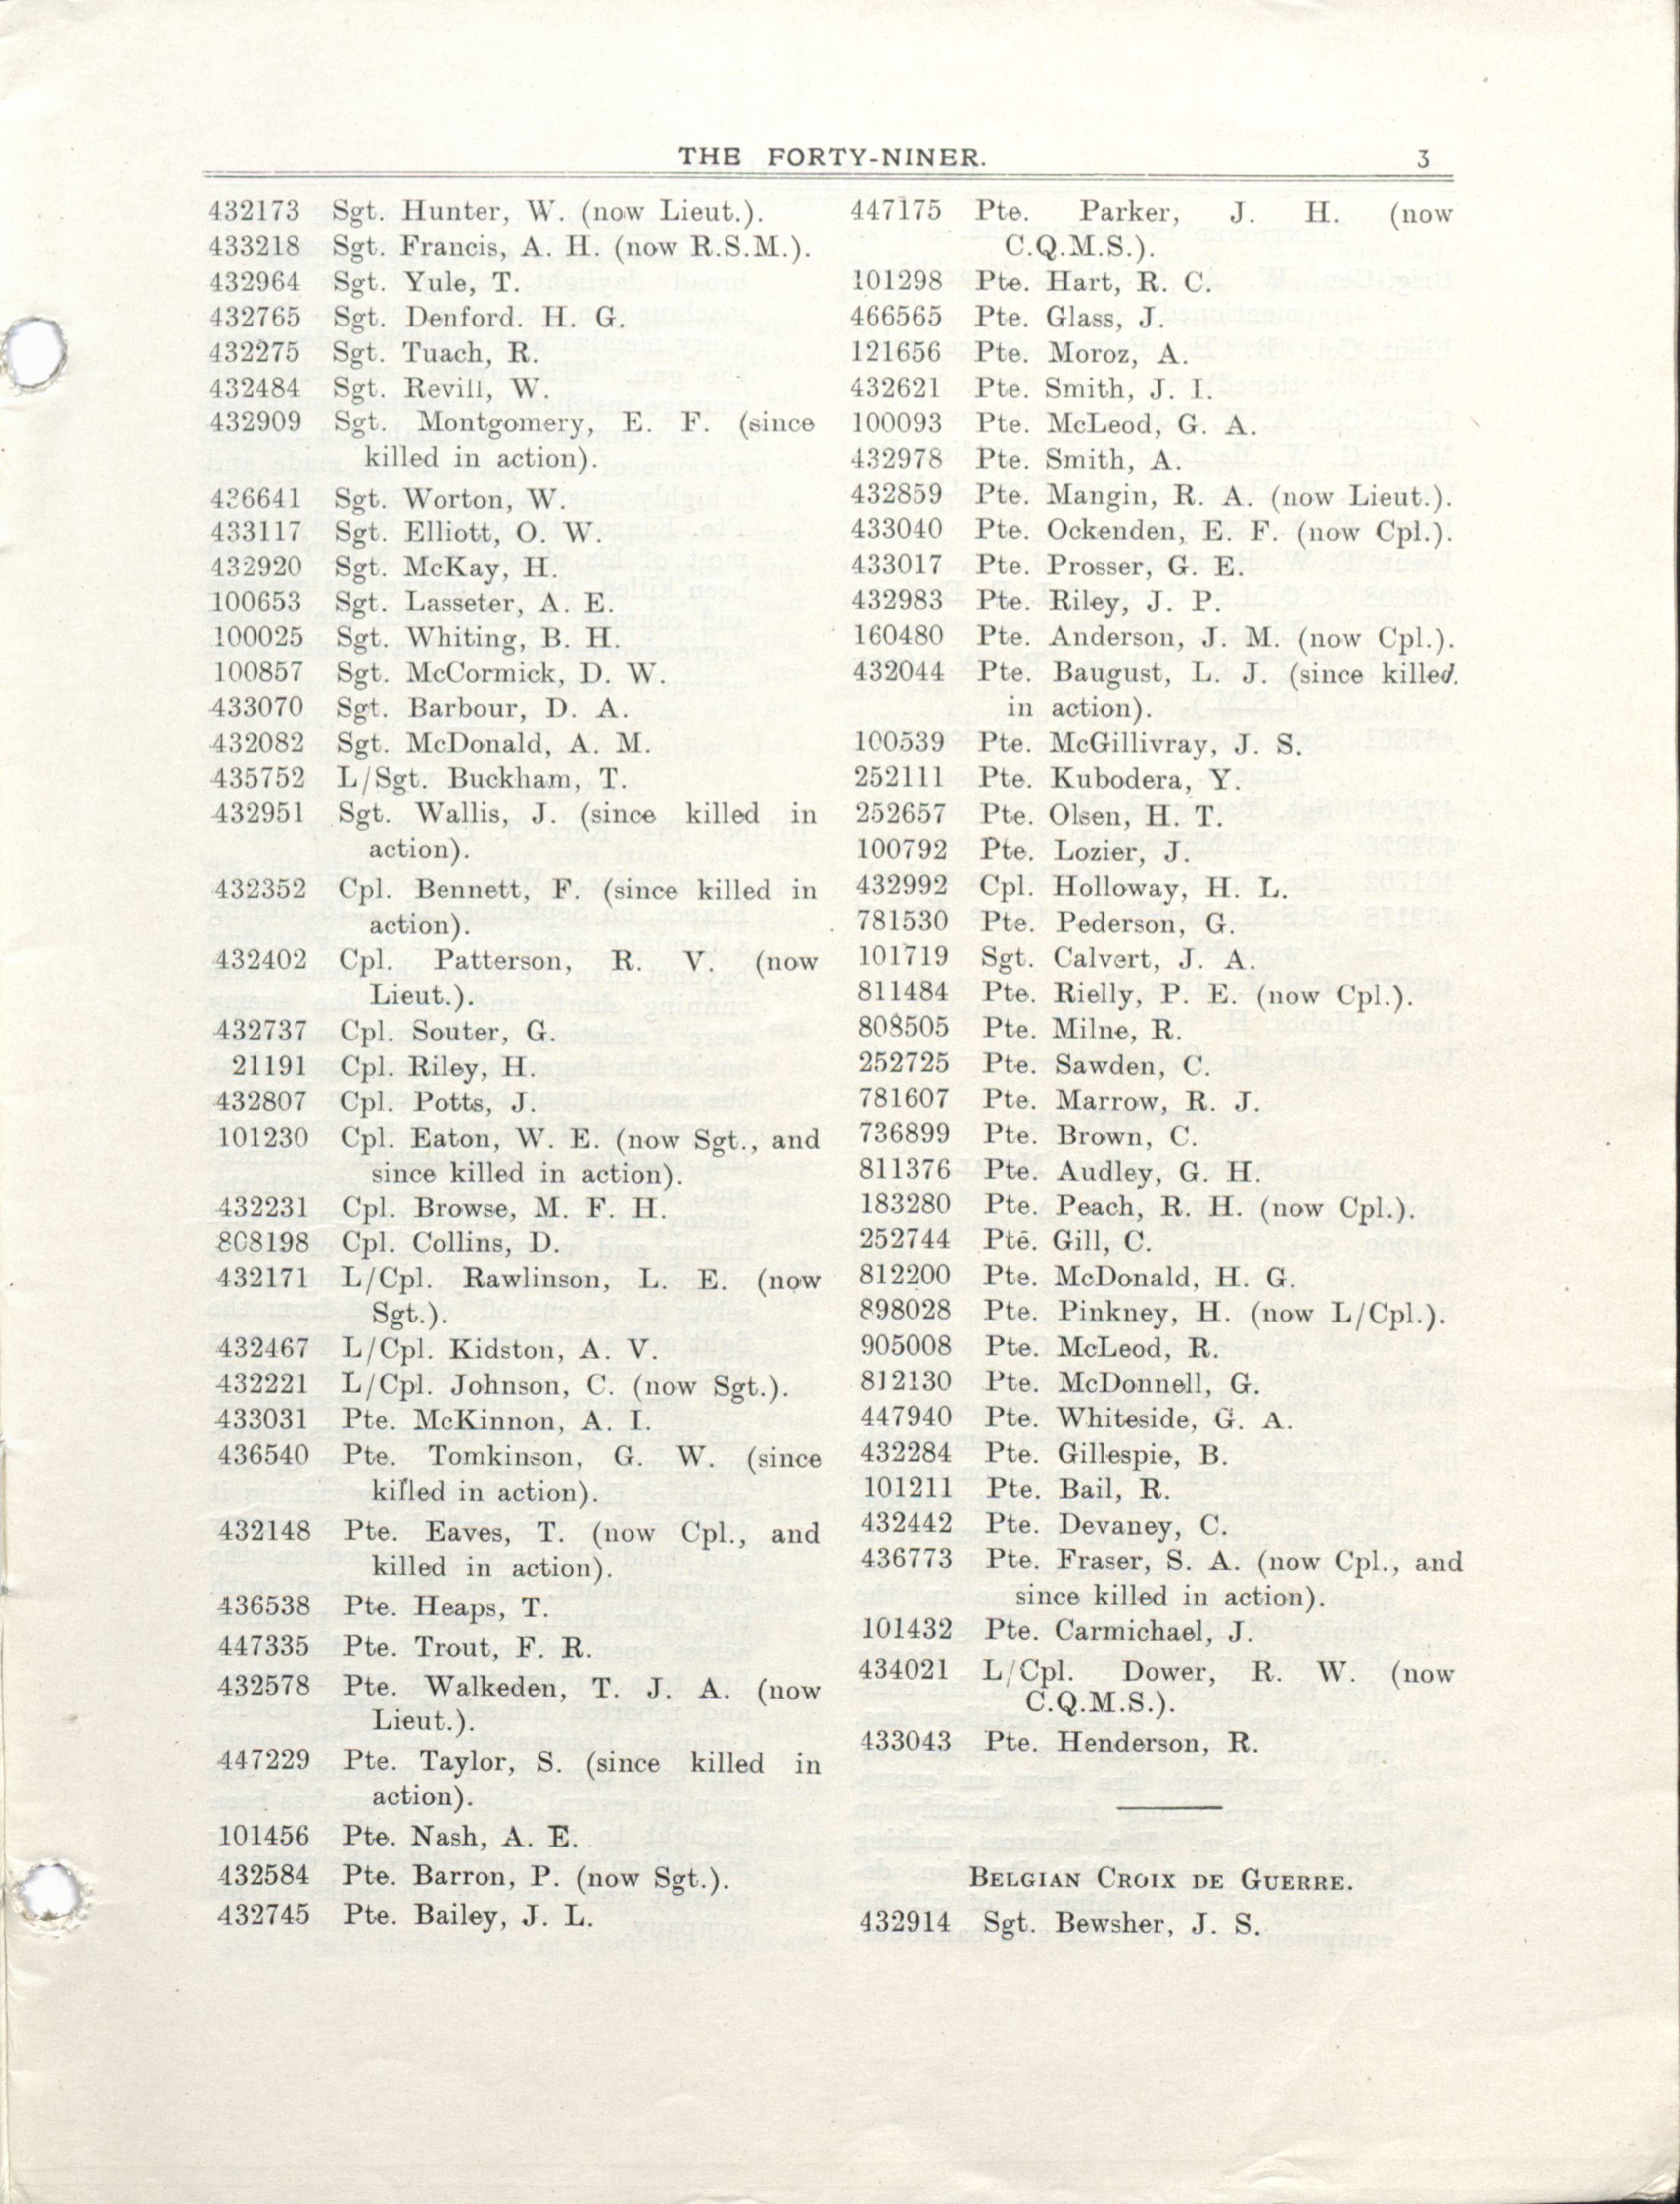 THE FORTY-NINER. 3
432173 Sgt. Hunter, W. (now Lieut.).
433218 Sgt. Francis, A. H. (now R.S.M.).
432964 Sgt. Yule, T.
432765 Sgt. Denford. H. G.
432275 Sgt. Tuach, R.
432484 Sgt. Revill, W.
432909 Sgt. Montgomery, E. F. (since
killed in action).
436641 Sgt. Worton, W.
433117 Sgt. Elliott, O. W.
432920 Sgt. McKay, H.
100653 Sgt. Lasseter, A. E.
100025 Sgt. Whiting, B. H.
100857 Sgt. McCormick, D. W.
433070 Sgt. Barbour, D. A.
432082 Sgt. McDonald, A. M.
435752 L/Sgt. Buckham, T.
432951 Sgt. Wallis, J. (since killed in
action).
432352 Cpl. Bennett, F. (since killed in
action).
432402 Cpl. Patterson, R. V. (now
Lieut.).
432737 Cpl. Souter, G.
21191 Cpl. Riley, H.
432807 Cpl. Potts, J.
101230 Cpl. Eaton, W. E. (now Sgt., and
since killed in action).
432231 Cpl. Browse, M. F. H.
808198 Cpl. Collins, D.
432171 L/Cpl. Rawlinson, L. E. (now
Sgt.).
432467 L/Cpl. Kidston, A. V.
432221 L/Cpl. Johnson, C. (now Sgt.).
433031 Pte. McKinnon, A. I.
436540 Pte. Tomkinson, G. W. (since
killed in action).
432148 Pte. Eaves, T. (now Cpl., and
killed in action).
436538 Pte. Heaps, T.
447335 Pte. Trout, F. R.
432578 Pte. Walkeden, T. J. A. (now
Lieut.).
447229 Pte. Taylor, S. (since killed in
action).
101456 Pte. Nash, A. E.
432584 Pte. Barron, P. (now Sgt.).
432745 Pte. Bailey, J. L.
447175 Pte. Parker, J. H. (now
C.Q.M.S.).
101298 Pte. Hart, R. C.
466565 Pte. Glass, J.
121656 Pte. Moroz, A.
432621 Pte. Smith, J. I.
100093 Pte. McLeod, G. A.
432978 Pte. Smith, A.
432859 Pte. Mangin, R. A. (now Lieut.).
433040 Pte. Ockenden, E. F. (now Cpl.).
433017 Pte. Prosser, G. E.
432983 Pte. Riley, J. P.
160480 Pte. Anderson, J. M. (now Cpl.).
432044 Pte. Baugust, L. J. (since killed.
in action).
100539 Pte. McGillivray, J. S.
252111 Pte. Kubodera, Y.
252657 Pte. Olsen, H. T.
100792 Pte. Lozier, J.
432992 Cpl. Holloway, H. L.
781530 Pte. Pederson, G.
101719 Sgt. Calvert, J. A.
811484 Pte. Rielly, P. E. (now Cpl.).
808505 Pte. Milne, R.
252725 Pte. Sawden, C.
781607 Pte. Marrow, R. J.
736899 Pte. Brown, C.
811376 Pte. Audley, G. H.
183280 Pte. Peach, R. H. (now Cpl.).
252744 Pte. Gill, C.
812200 Pte. McDonald, H. G.
898028 Pte. Pinkney, H. (now L/Cpl.).
905008 Pte. McLeod, R.
812130 Pte. McDonnell, G.
447940 Pte. Whiteside, G. A.
432284 Pte. Gillespie, B.
101211 Pte. Bail, R.
432442 Pte. Devaney, C.
436773 Pte. Fraser, S. A. (now Cpl., and
since killed in action).
101432 Pte. Carmichael, J.
434021 L/Cpl. Dower, R. W. (now
C.Q.M.S.).
433043 Pte. Henderson, R.
BELGIAN CROIX DE GUERRE.
432914 Sgt. Bewsher, J. S.